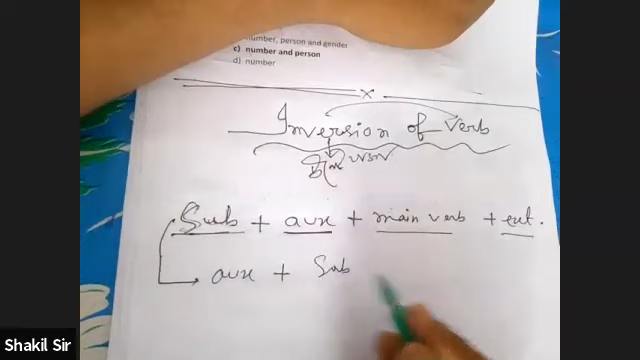 number, person and gender
c) number and person
d) number
Inversion of Verb
Sub + aux + main verb + ext.
aux + Sub
Shakil Sir